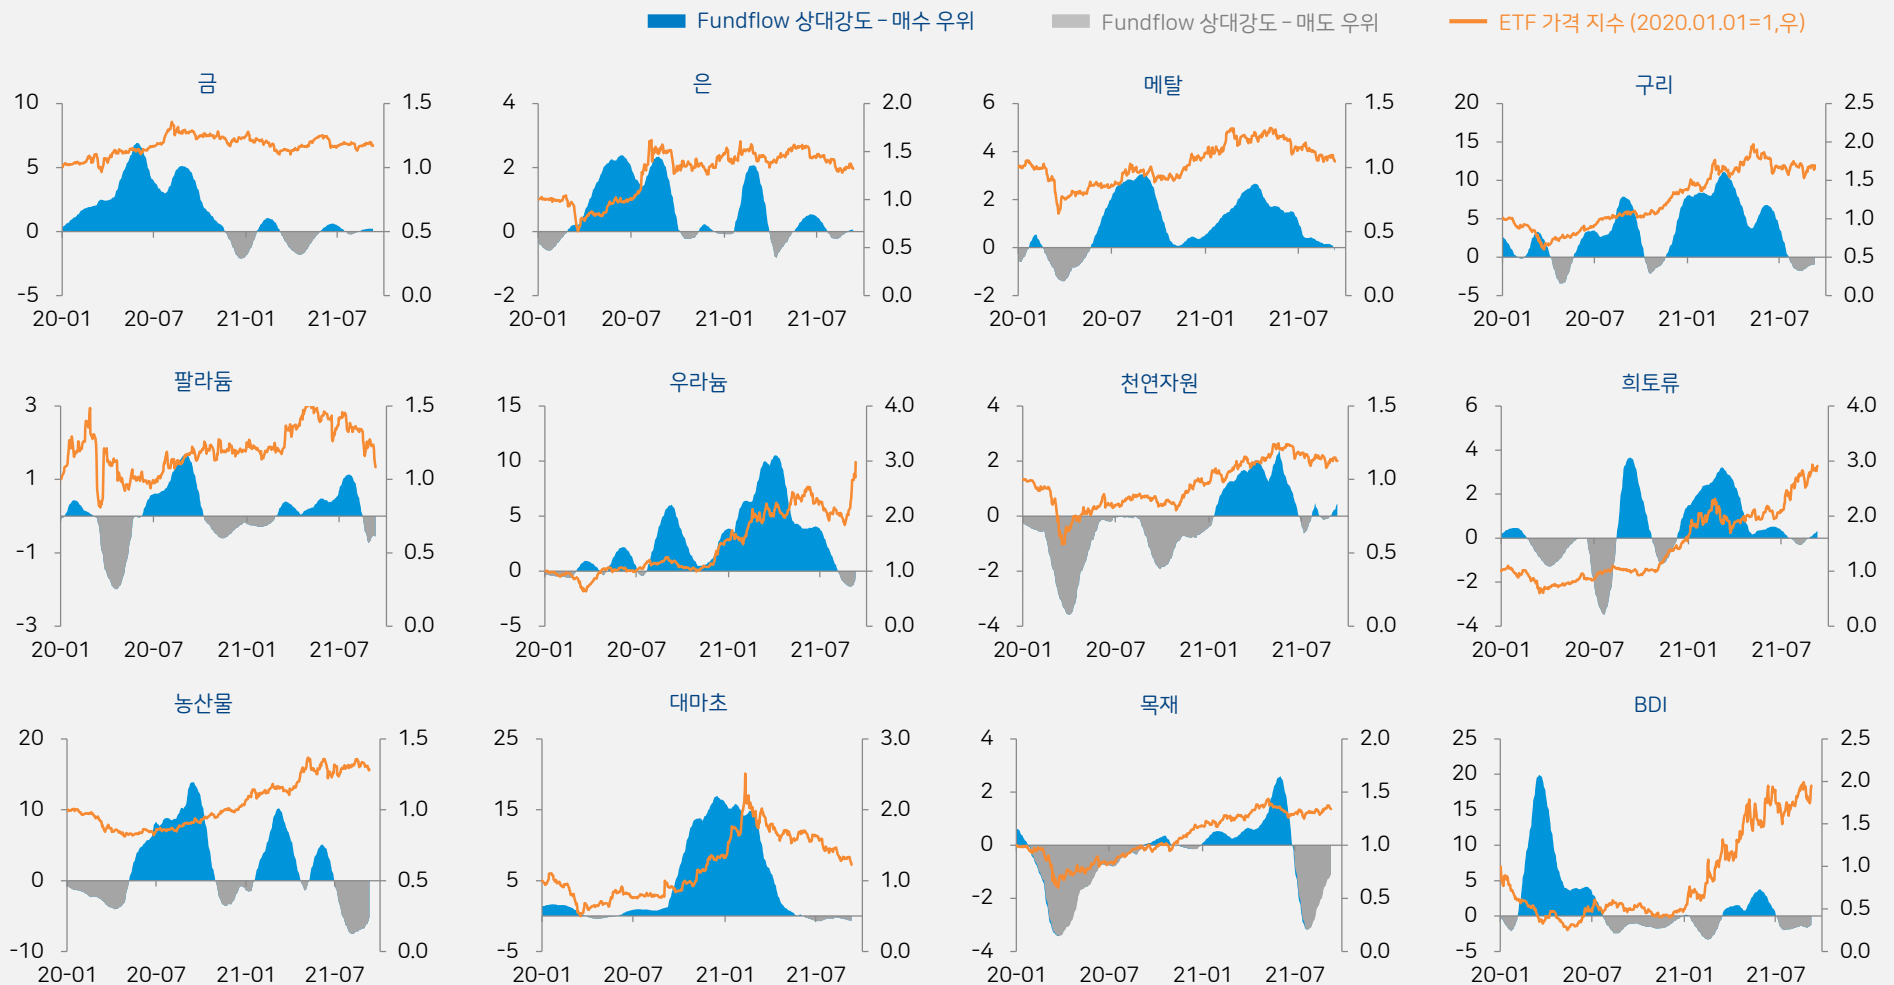 Fundflow 상대강도 – 매수 우위 Fundflow 상대강도 – 매도 우위 ETF 가격 지수 (2020.01.01=1,우)
금 은 메탈 구리
10 1.5 4 2.0 6 1.5 20 2.5
15 2.0
4
1.5
5 1.0 2 1.0 10 1.5
1.0 2
5 1.0
0 0.5 0 0.5
0.5 0 0 0.5
-5 0.0 -2 0.0 -2 0.0 -5 0.0
20-01 20-07 21-01 21-07 20-01 20-07 21-01 21-07 20-01 20-07 21-01 21-07 20-01 20-07 21-01 21-07
팔라듐 우라늄 천연자원 희토류
3 1.5 15 4.0 4 1.5 6 4.0
10 3.0 2 4 3.0
1 1.0 1.0
2
5 2.0 0 2.0
0
-1 0.5 0.5
0 1.0 -2 -2 1.0
-3 0.0 -5 0.0 -4 0.0 -4 0.0
20-01 20-07 21-01 21-07 20-01 20-07 21-01 21-07 20-01 20-07 21-01 21-07 20-01 20-07 21-01 21-07
농산물 대마초 목재 BDI
20 1.5 25 3.0 4 2.0 25 2.5
20 2.0
2 1.5
10 1.0 15 2.0 15 1.5
0 1.0 10
1.0
0 0.5 5 1.0 5
-2 0.5 0 0.5
-10 0.0 -5 0.0 -4 0.0 -5 0.0
20-01 20-07 21-01 21-07 20-01 20-07 21-01 21-07 20-01 20-07 21-01 21-07 20-01 20-07 21-01 21-07